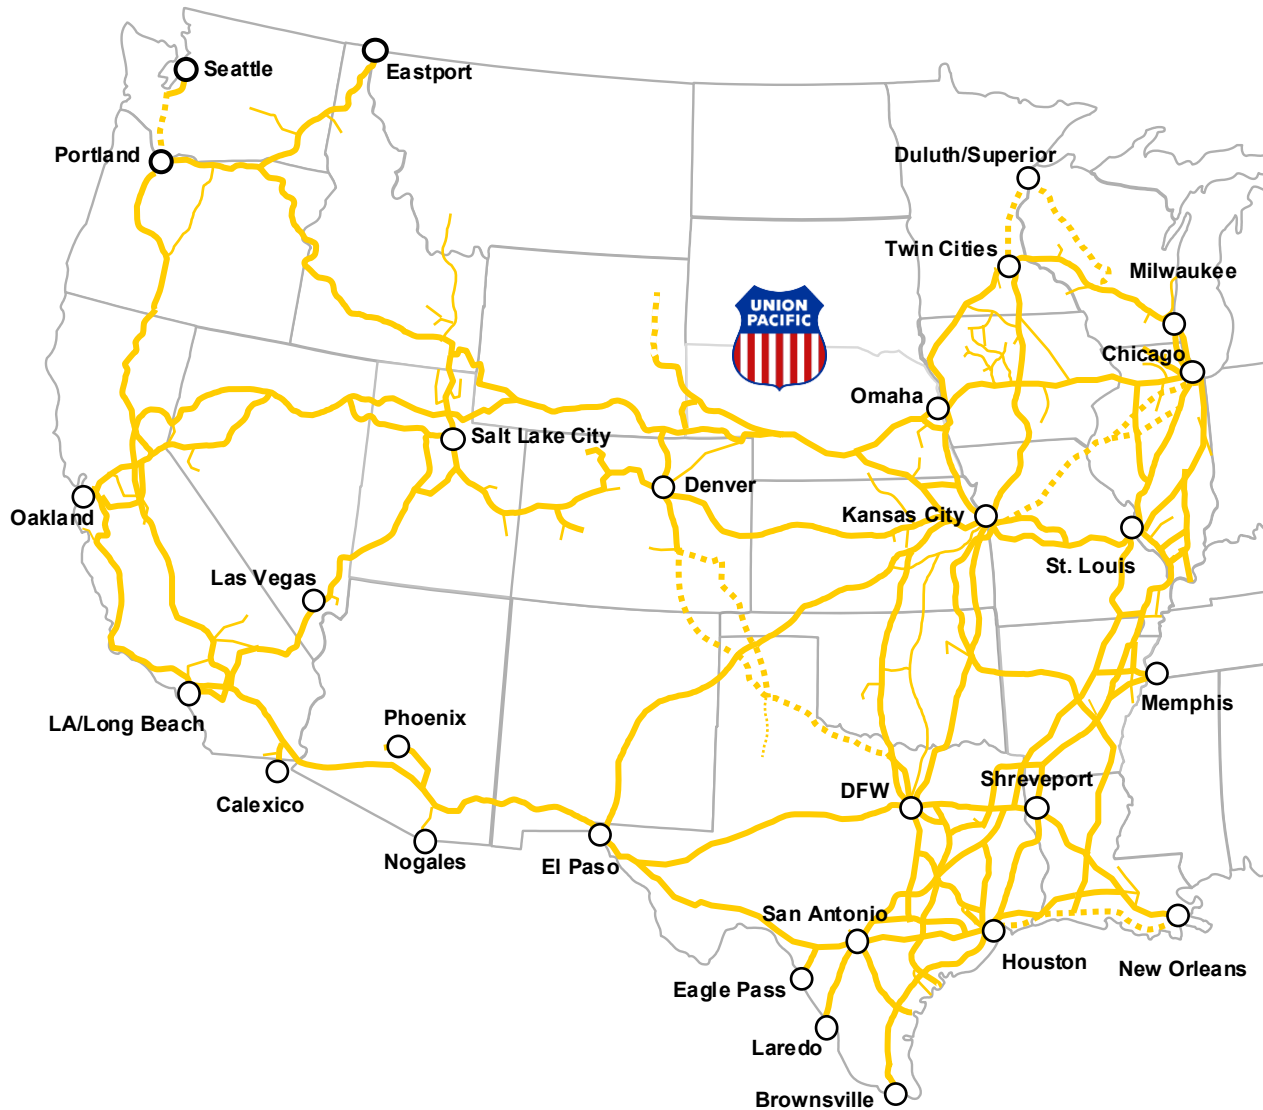 Seattle
Eastport
Portland
Duluth/Superior
Twin Cities
Milwaukee
UNION
PACIFIC
Chicago
Omaha
Salt Lake City
Denver
Oakland
Kansas City
St. Louis
Las Vegas
Memphis
LA/Long Beach
Phoenix
Calexico
DFW
Shreveport
Nogales
El Paso
San Antonio
Houston
New Orleans
Eagle Pass
Laredo
Brownsville